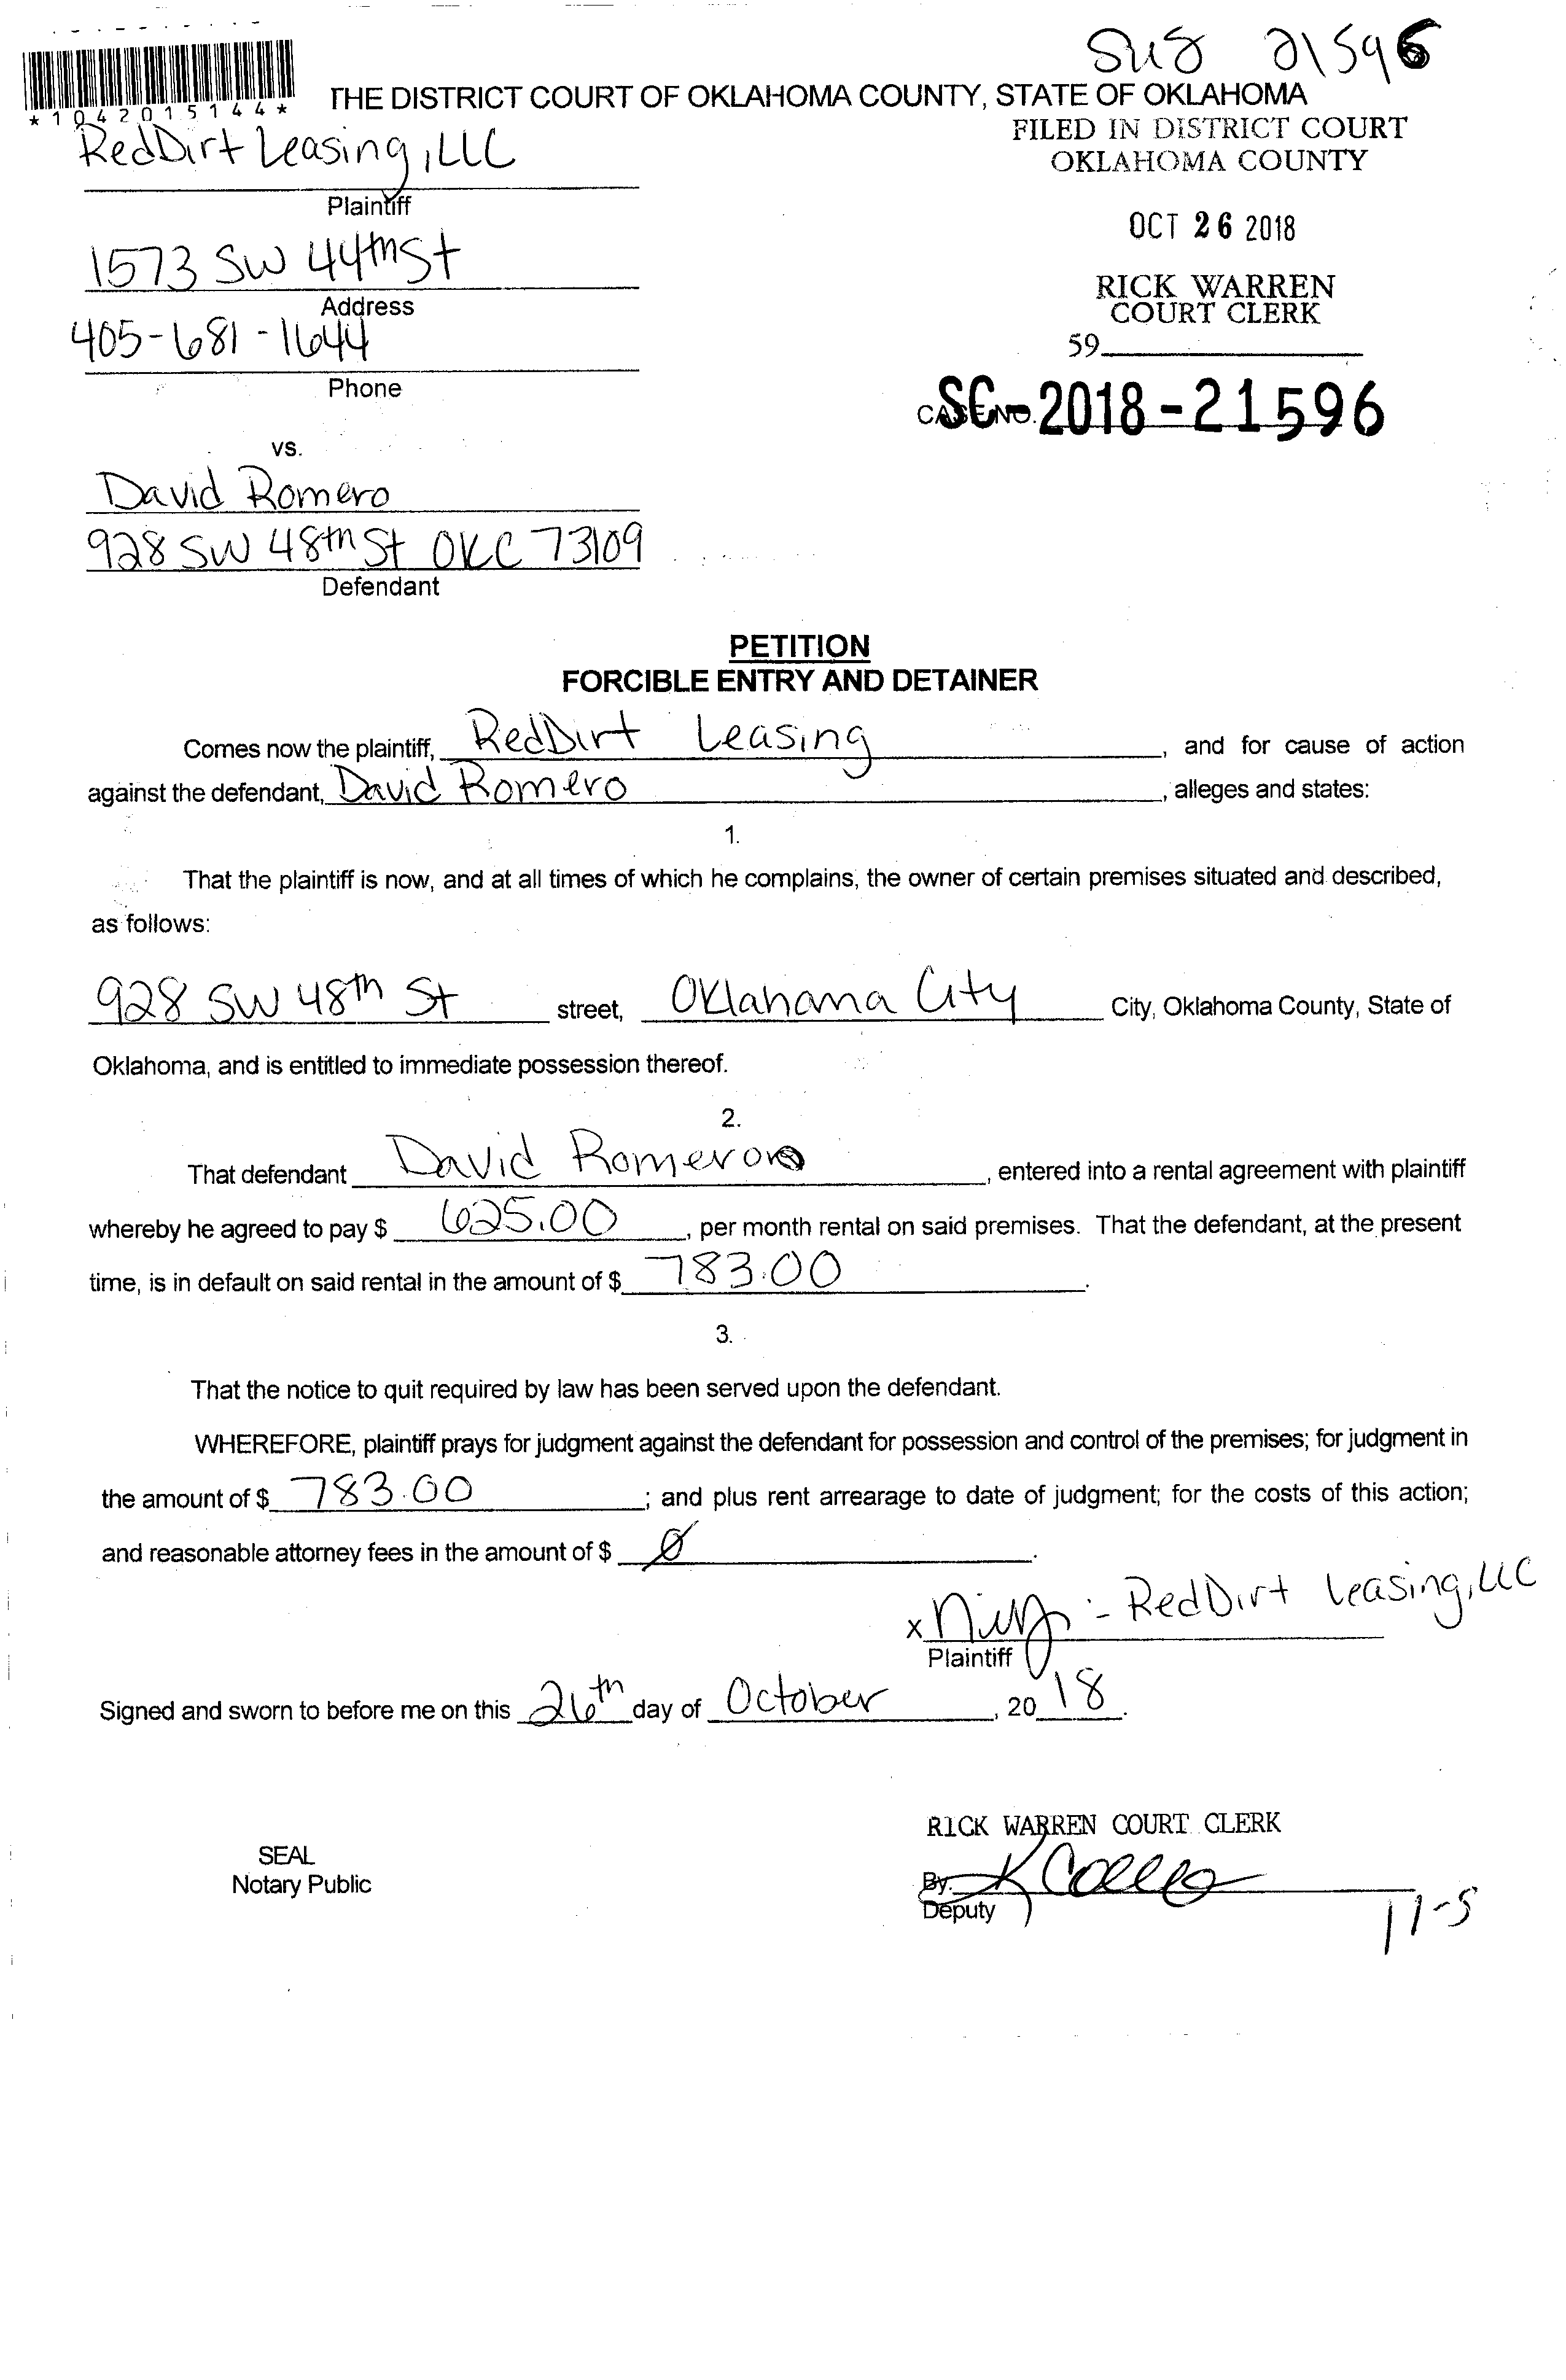 SM8 21596
*1042015144*
THE DISTRICT COURT OF OKLAHOMA COUNTY, STATE OF OKLAHOMA
FILED IN DISTRICT COURT
OKLAHOMA COUNTY
RedDirt Leasing, LLC
Plaintiff
OCT 26 2018
1573 SW 44th St
Address
RICK WARREN
COURT CLERK
405-681-1644
59
Phone
CASE NO. SC-2018-21596
vs.
David Romero
928 SW 48th St OKC 73109
Defendant
PETITION
FORCIBLE ENTRY AND DETAINER
Comes now the plaintiff, RedDirt Leasing, and for cause of action
against the defendant, David Romero, alleges and states:
1.
That the plaintiff is now, and at all times of which he complains, the owner of certain premises situated and described,
as follows:
928 SW 48th St street, Oklahoma City City, Oklahoma County, State of
Oklahoma, and is entitled to immediate possession thereof.
2.
That defendant David Romero, entered into a rental agreement with plaintiff
whereby he agreed to pay $ 625.00, per month rental on said premises. That the defendant, at the present
time, is in default on said rental in the amount of $ 783.00.
3.
That the notice to quit required by law has been served upon the defendant.
WHEREFORE, plaintiff prays for judgment against the defendant for possession and control of the premises; for judgment in
the amount of $ 783.00; and plus rent arrearage to date of judgment; for the costs of this action;
and reasonable attorney fees in the amount of $ Ø.
x - RedDirt Leasing, LLC
Plaintiff
Signed and sworn to before me on this 26th day of October, 2018.
RICK WARREN COURT CLERK
SEAL
Notary Public
By.
Deputy
11-5